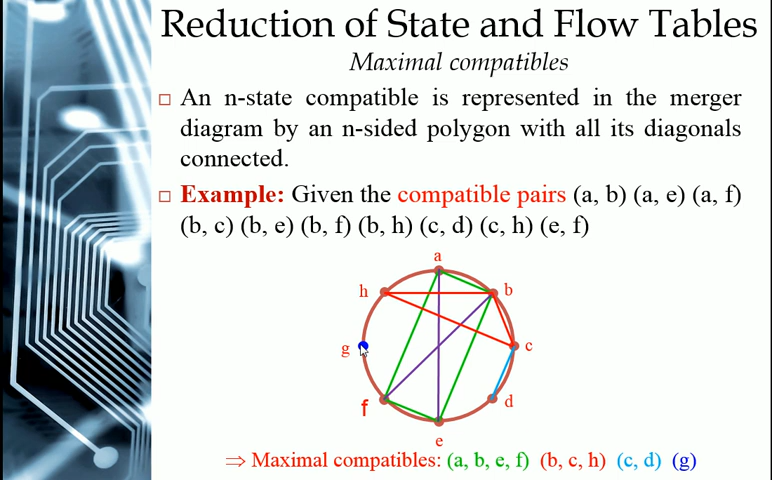 Reduction of State and Flow Tables
Maximal compatibles
An n-state compatible is represented in the merger
diagram by an n-sided polygon with all its diagonals
connected.
Example: Given the compatible pairs (a, b) (a, e) (a, f)
(b, c) (b, e) (b, f) (b, h) (c, d) (c, h) (e, f)
a
h
b
g
c
f
d
e
⇒ Maximal compatibles: (a, b, e, f) (b, c, h) (c, d) (g)